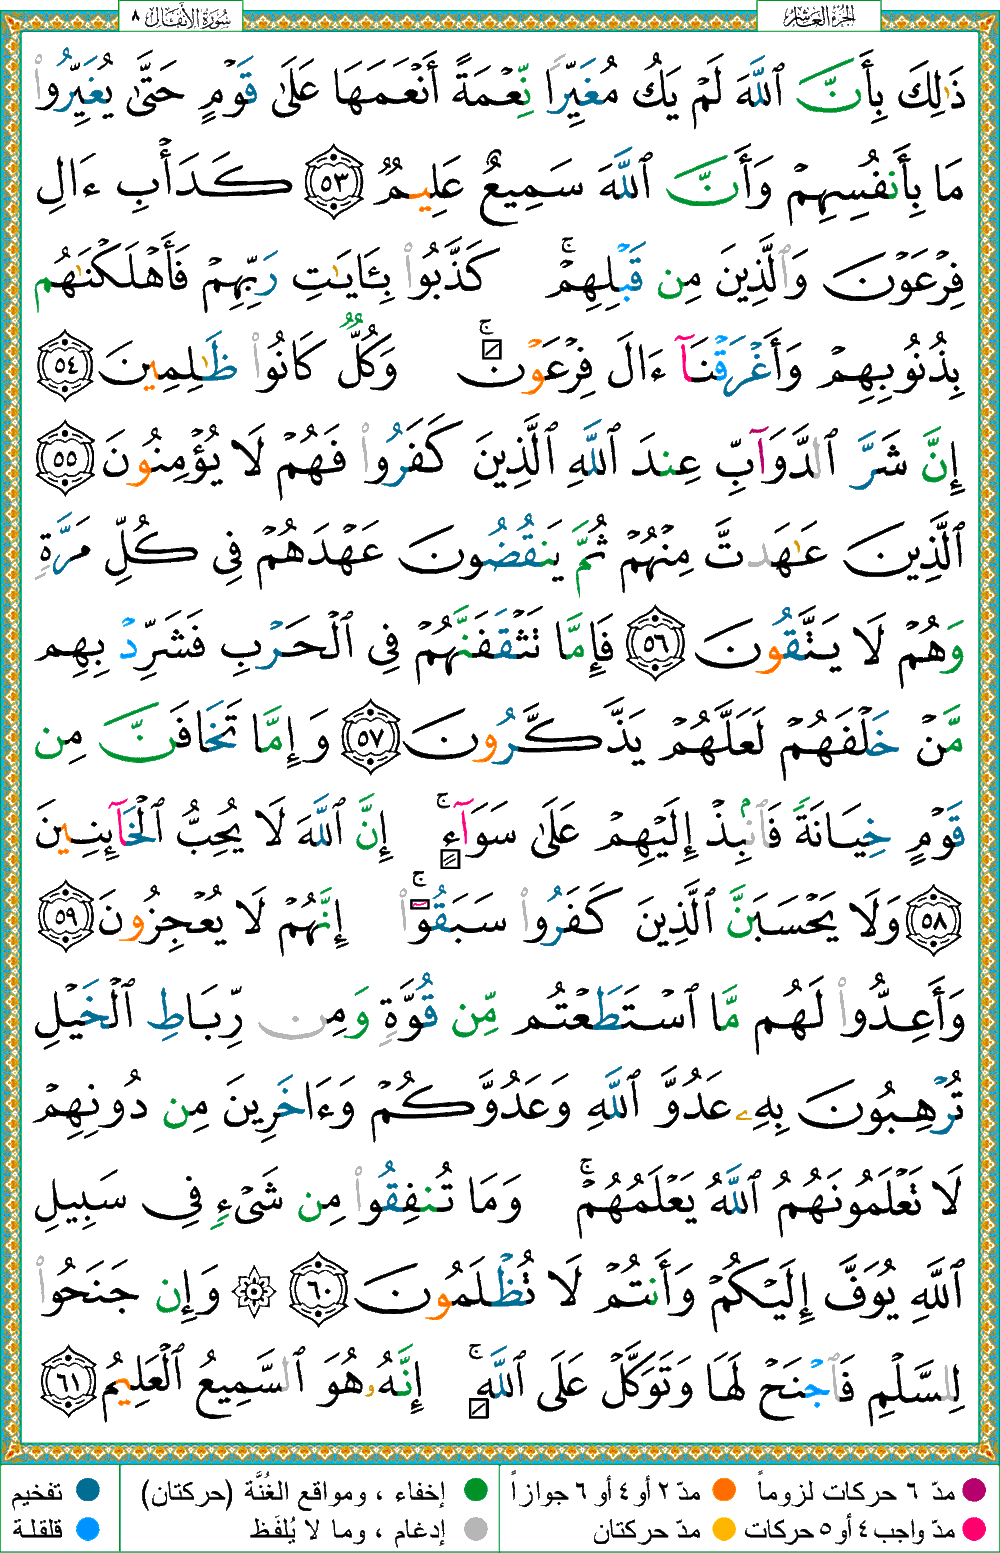 سُورَةُ الأَنفَال ٨
الجُزءُ العَاشِرُ
ذَٰلِكَ بِأَنَّ ٱللَّهَ لَمْ يَكُ مُغَيِّرًا نِّعْمَةً أَنْعَمَهَا عَلَىٰ قَوْمٍ حَتَّىٰ يُغَيِّرُوا۟
مَا بِأَنفُسِهِمْ وَأَنَّ ٱللَّهَ سَمِيعٌ عَلِيمٌ ٥٣ كَدَأْبِ ءَالِ
فِرْعَوْنَ وَٱلَّذِينَ مِن قَبْلِهِمْ ۚ كَذَّبُوا۟ بِـَٔايَـٰتِ رَبِّهِمْ فَأَهْلَكْنَـٰهُم
بِذُنُوبِهِمْ وَأَغْرَقْنَآ ءَالَ فِرْعَوْنَ ۚ وَكُلٌّ كَانُوا۟ ظَـٰلِمِينَ ٥٤
إِنَّ شَرَّ ٱلدَّوَآبِّ عِندَ ٱللَّهِ ٱلَّذِينَ كَفَرُوا۟ فَهُمْ لَا يُؤْمِنُونَ ٥٥
ٱلَّذِينَ عَـٰهَدتَّ مِنْهُمْ ثُمَّ يَنقُضُونَ عَهْدَهُمْ فِى كُلِّ مَرَّةٍ
وَهُمْ لَا يَتَّقُونَ ٥٦ فَإِمَّا تَثْقَفَنَّهُمْ فِى ٱلْحَرْبِ فَشَرِّدْ بِهِم
مَّنْ خَلْفَهُمْ لَعَلَّهُمْ يَذَّكَّرُونَ ٥٧ وَإِمَّا تَخَافَنَّ مِن
قَوْمٍ خِيَانَةً فَٱنۢبِذْ إِلَيْهِمْ عَلَىٰ سَوَآءٍ ۚ إِنَّ ٱللَّهَ لَا يُحِبُّ ٱلْخَآئِنِينَ
٥٨ وَلَا يَحْسَبَنَّ ٱلَّذِينَ كَفَرُوا۟ سَبَقُوٓا۟ ۚ إِنَّهُمْ لَا يُعْجِزُونَ ٥٩
وَأَعِدُّوا۟ لَهُم مَّا ٱسْتَطَعْتُم مِّن قُوَّةٍ وَمِن رِّبَاطِ ٱلْخَيْلِ
تُرْهِبُونَ بِهِۦ عَدُوَّ ٱللَّهِ وَعَدُوَّكُمْ وَءَاخَرِينَ مِن دُونِهِمْ
لَا تَعْلَمُونَهُمُ ٱللَّهُ يَعْلَمُهُمْ ۚ وَمَا تُنفِقُوا۟ مِن شَىْءٍ فِى سَبِيلِ
ٱللَّهِ يُوَفَّ إِلَيْكُمْ وَأَنتُمْ لَا تُظْلَمُونَ ٦٠ ۞ وَإِن جَنَحُوا۟
لِلسَّلْمِ فَٱجْنَحْ لَهَا وَتَوَكَّلْ عَلَى ٱللَّهِ ۚ إِنَّهُۥ هُوَ ٱلسَّمِيعُ ٱلْعَلِيمُ ٦١
مدّ ٦ حركات لزوماً مدّ ٢ أو ٤ أو ٦ جوازاً إخفاء ، ومواقع الغُنَّة (حركتان) تفخيم
مدّ واجب ٤ أو ٥ حركات مدّ حركتان إدغام ، وما لا يُلفَظ قلقلة